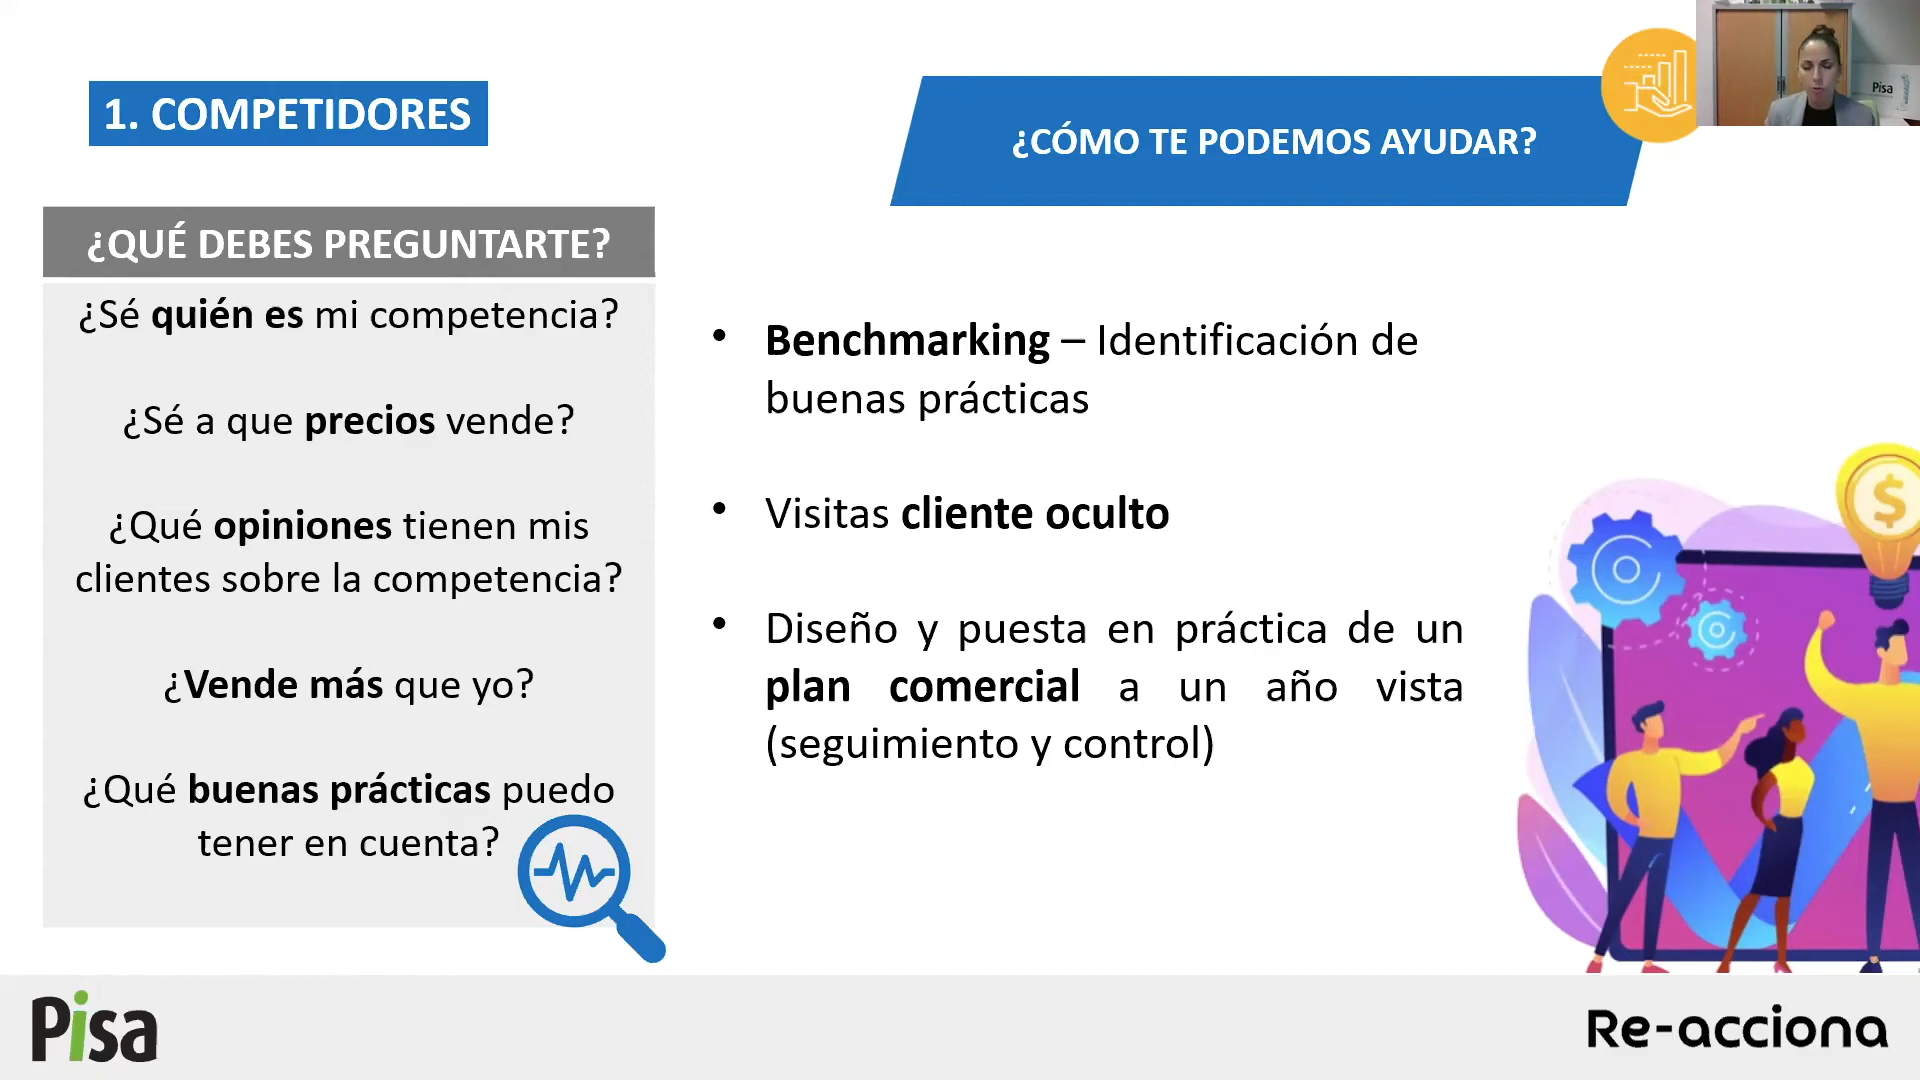 1. COMPETIDORES
¿QUÉ DEBES PREGUNTARTE?
¿Sé quién es mi competencia?
¿Sé a que precios vende?
¿Qué opiniones tienen mis
clientes sobre la competencia?
¿Vende más que yo?
¿Qué buenas prácticas puedo
tener en cuenta?
¿CÓMO TE PODEMOS AYUDAR?
• Benchmarking – Identificación de
buenas prácticas
• Visitas cliente oculto
• Diseño y puesta en práctica de un
plan comercial a un año vista
(seguimiento y control)
$
Pisa
Pisa
Re-acciona